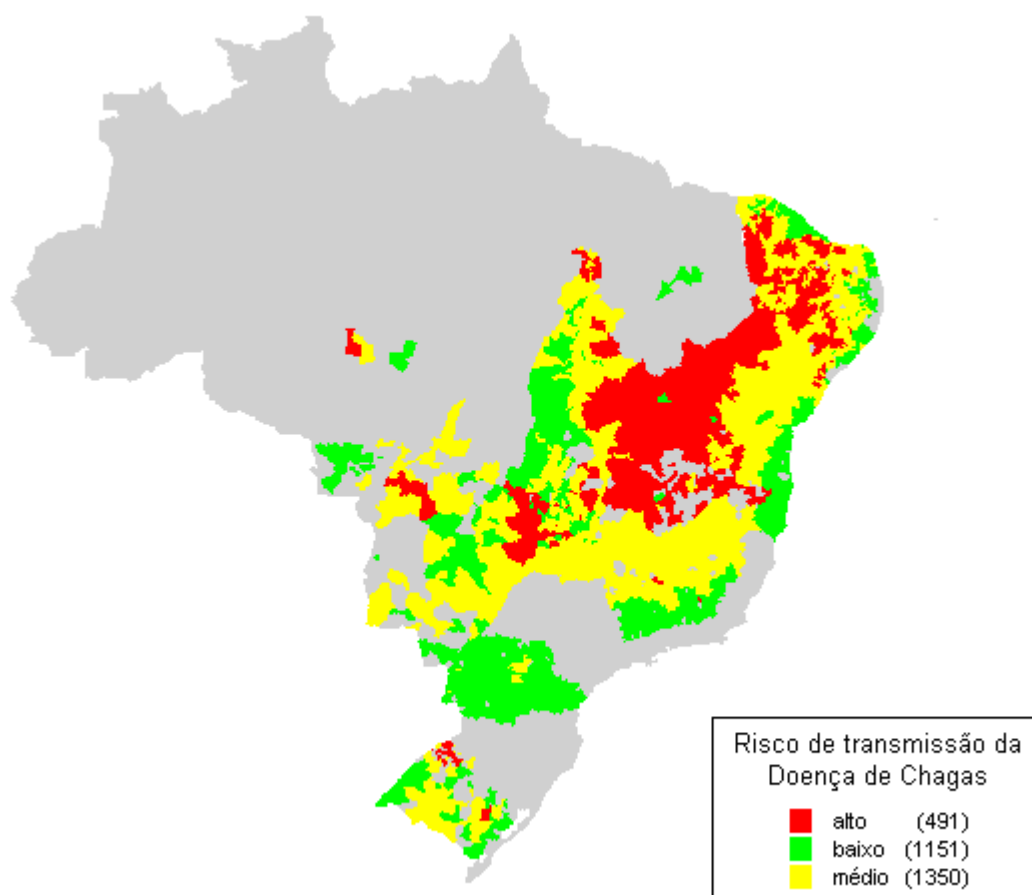 Risco de transmissão da
Doença de Chagas
alto (491)
baixo (1151)
médio (1350)